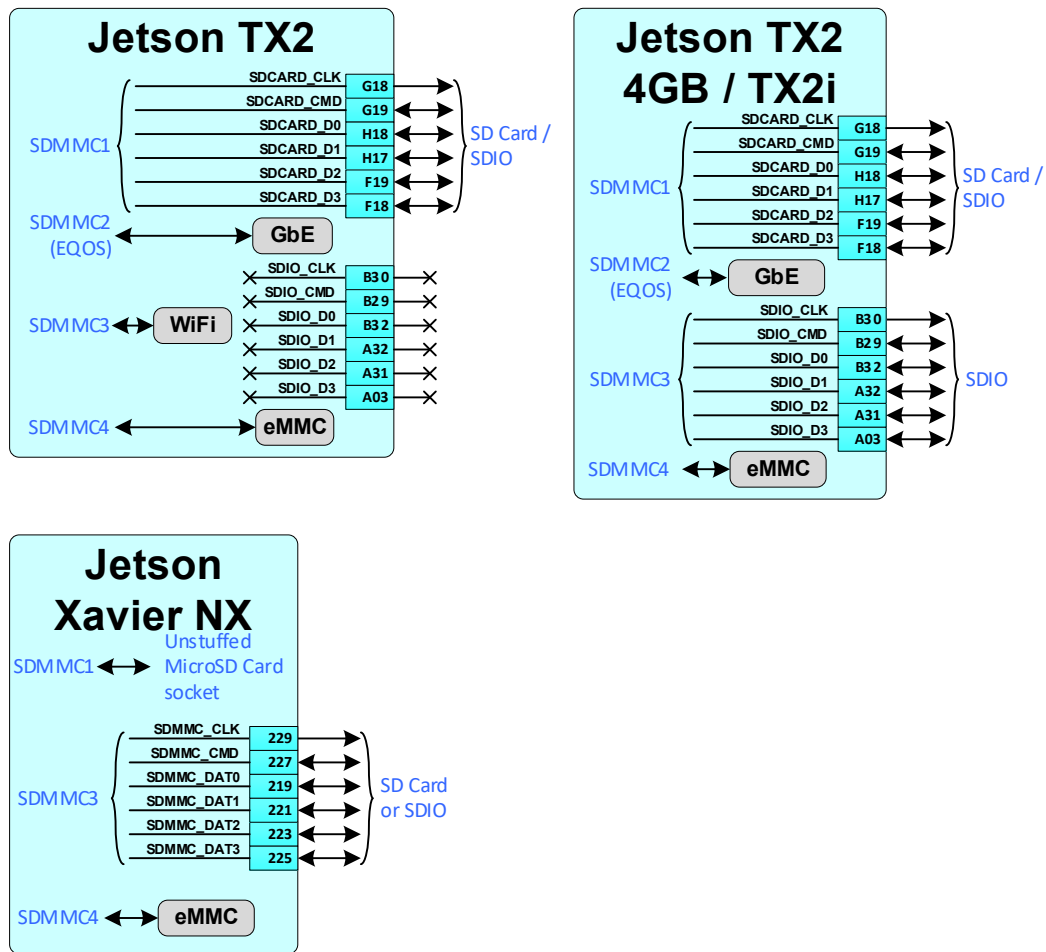 Jetson TX2
SDCARD_CLK G18
SDCARD_CMD G19
SDCARD_D0 H18
SDMMC1
SD Card /
SDIO
SDCARD_D1 H17
SDCARD_D2 F19
SDCARD_D3 F18
SDMMC2
(EQOS)
GbE
SDIO_CLK B30
SDIO_CMD B29
SDMMC3
WiFi
SDIO_D0 B32
SDIO_D1 A32
SDIO_D2 A31
SDIO_D3 A03
SDMMC4
eMMC
Jetson TX2
4GB / TX2i
SDCARD_CLK G18
SDCARD_CMD G19
SDCARD_D0 H18
SDMMC1
SD Card /
SDIO
SDCARD_D1 H17
SDCARD_D2 F19
SDCARD_D3 F18
SDMMC2
(EQOS)
GbE
SDIO_CLK B30
SDIO_CMD B29
SDIO_D0 B32
SDMMC3
SDIO
SDIO_D1 A32
SDIO_D2 A31
SDIO_D3 A03
SDMMC4
eMMC
Jetson
Xavier NX
SDMMC1
Unstuffed
MicroSD Card
socket
SDMMC_CLK 229
SDMMC_CMD 227
SDMMC_DAT0 219
SDMMC3
SD Card
or SDIO
SDMMC_DAT1 221
SDMMC_DAT2 223
SDMMC_DAT3 225
SDMMC4
eMMC